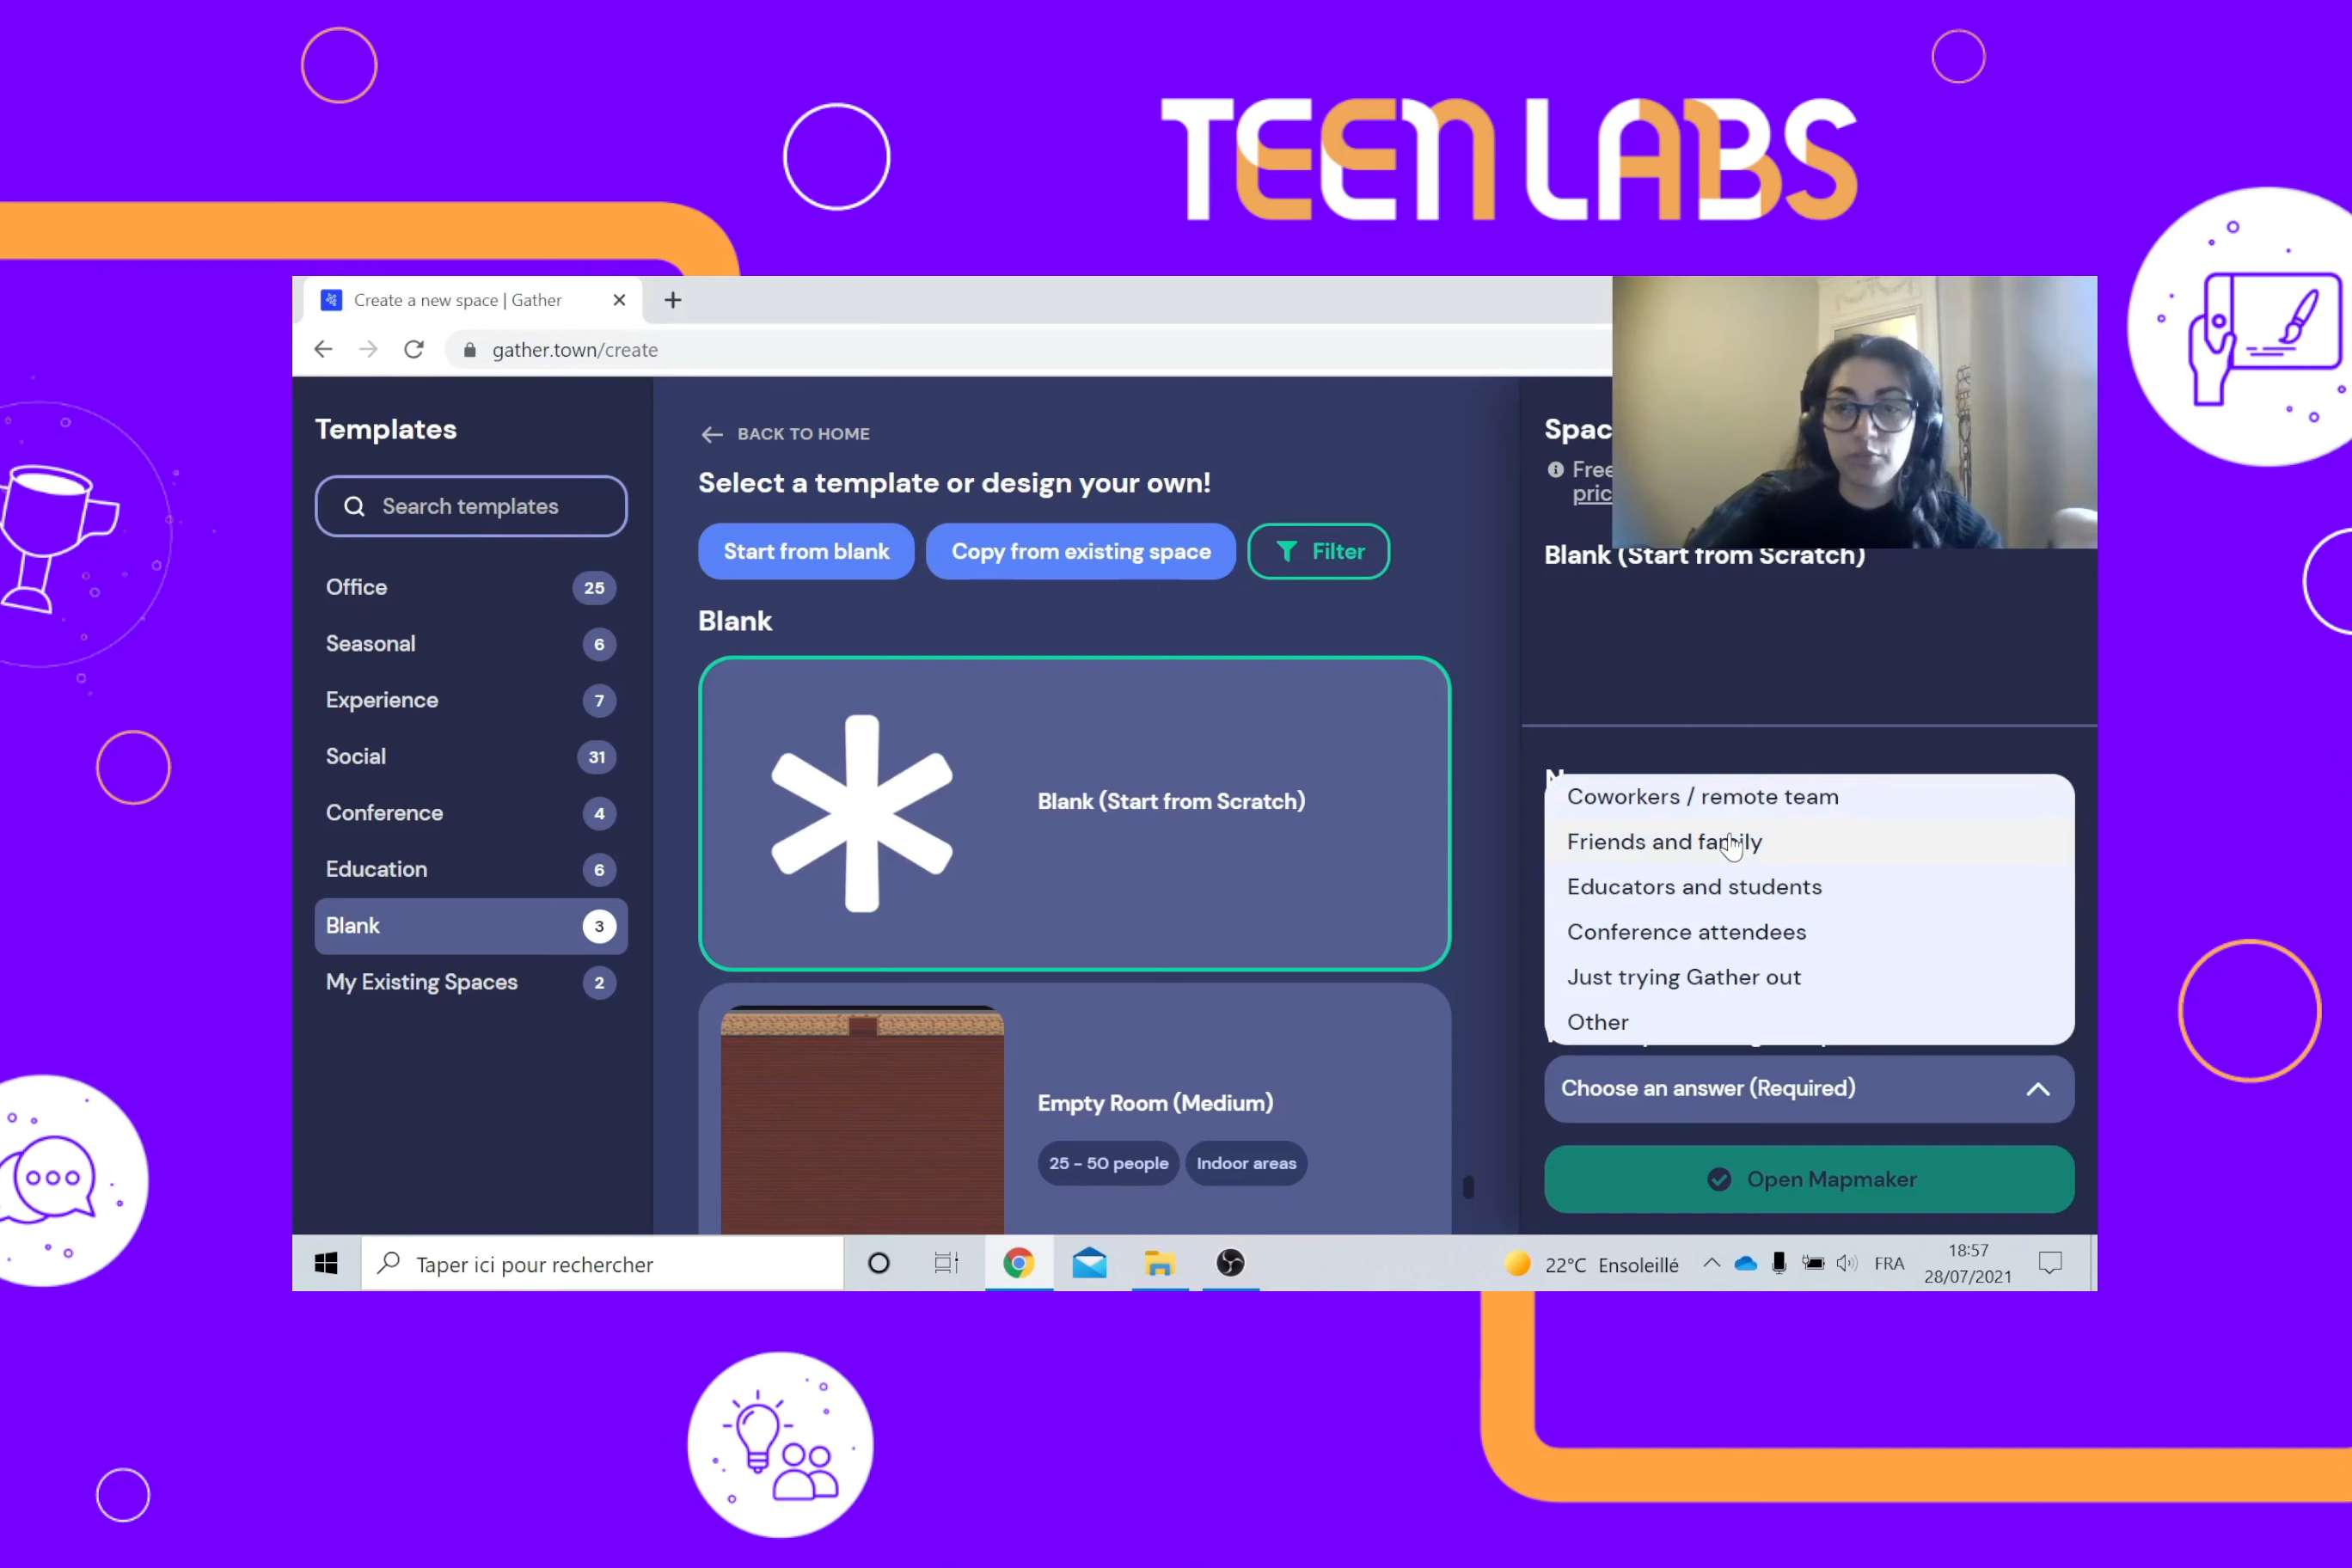 TEEN LABS
Create a new space | Gather
gather.town/create
Templates
Search templates
Office 25
Seasonal 6
Experience 7
Social 31
Conference 4
Education 6
Blank 3
My Existing Spaces 2
BACK TO HOME
Select a template or design your own!
Start from blank
Copy from existing space
Filter
Blank
Blank (Start from Scratch)
Empty Room (Medium)
25 - 50 people
Indoor areas
Spac
Free
pric
Blank (Start from Scratch)
Coworkers / remote team
Friends and family
Educators and students
Conference attendees
Just trying Gather out
Other
Choose an answer (Required)
Open Mapmaker
Taper ici pour rechercher
22°C Ensoleillé
FRA
18:57
28/07/2021